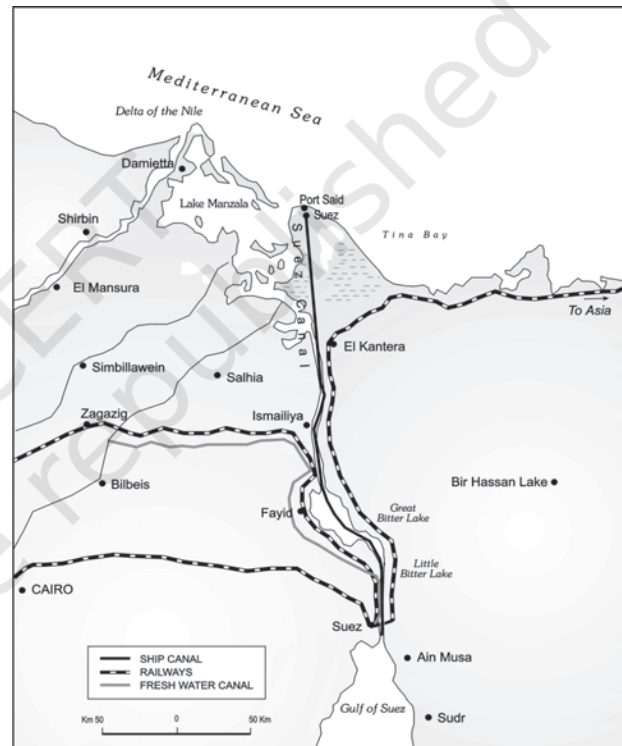 Mediterranean Sea
Delta of the Nile
Damietta
Lake Manzala
Port Said
Suez
Shirbin
Tina Bay
Suez Canal
El Mansura
To Asia
El Kantera
Simbillawein
Salhia
Zagazig
Ismailiya
Bilbeis
Bir Hassan Lake
Fayid
Great
Bitter Lake
Little
Bitter Lake
CAIRO
Suez
Ain Musa
SHIP CANAL
RAILWAYS
FRESH WATER CANAL
Gulf of Suez
Sudr
Km 50 0 50 Km
republished